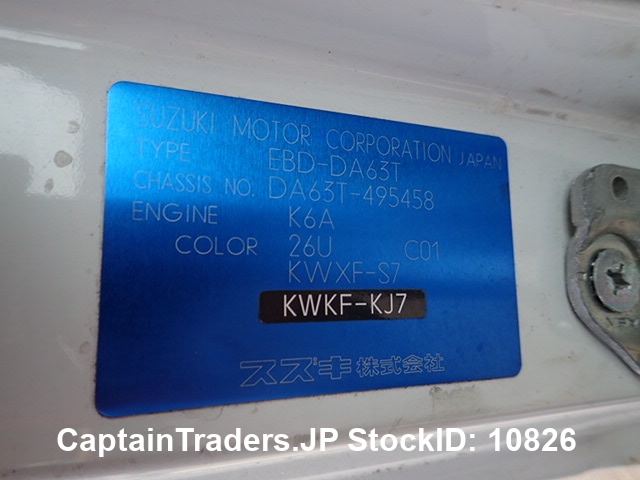 SUZUKI MOTOR CORPORATION JAPAN
TYPE EBD-DA63T
CHASSIS NO. DA63T-495458
ENGINE K6A
COLOR 26U C01
KWXF-S7
KWKF-KJ7
スズキ株式会社
CaptainTraders.JP StockID: 10826